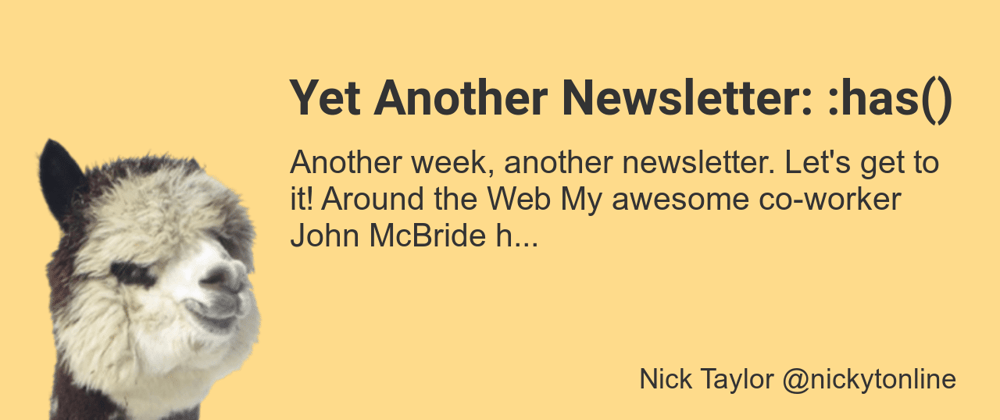 Yet Another Newsletter: :has()
Another week, another newsletter. Let's get to
it! Around the Web My awesome co-worker
John McBride h...
Nick Taylor @nickytonline